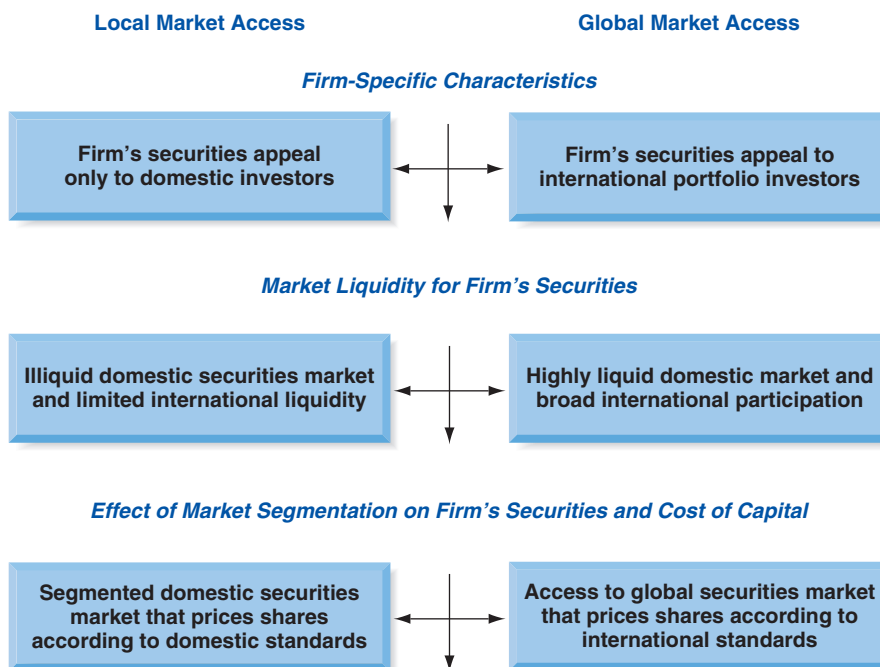 Local Market Access
Global Market Access
Firm-Specific Characteristics
Firm's securities appeal
only to domestic investors
Firm's securities appeal to
international portfolio investors
Market Liquidity for Firm's Securities
Illiquid domestic securities market
and limited international liquidity
Highly liquid domestic market and
broad international participation
Effect of Market Segmentation on Firm's Securities and Cost of Capital
Segmented domestic securities
market that prices shares
according to domestic standards
Access to global securities market
that prices shares according to
international standards